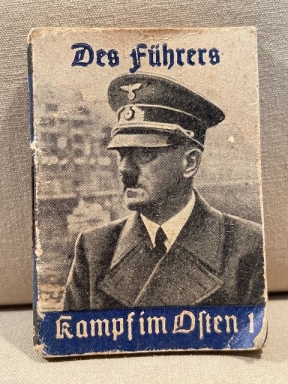 Des Führers
Kampf im Osten 1